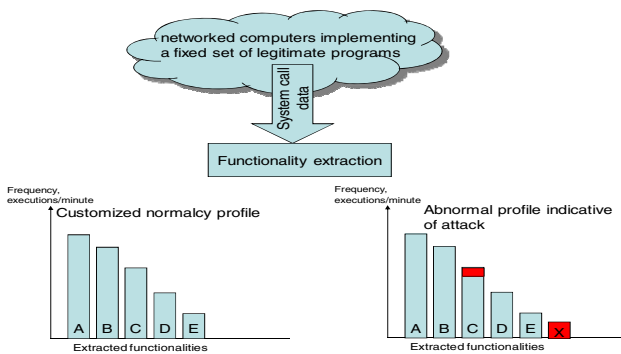 networked computers implementing
a fixed set of legitimate programs
System call
data
Functionality extraction
Frequency,
executions/minute
Customized normalcy profile
A B C D E
Extracted functionalities
Frequency,
executions/minute
Abnormal profile indicative
of attack
A B C D E X
Extracted functionalities